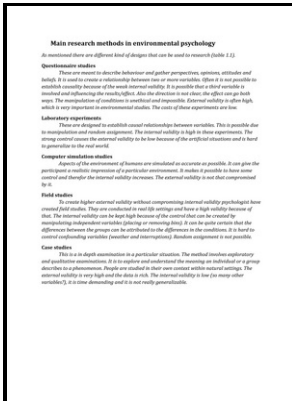 Main research methods in environmental psychology
As mentioned there are different kind of designs that can be used to research (table 1.1).
Questionnaire studies
These are meant to describe behaviour and gather perspectives, opinions, attitudes and
beliefs. It is used to create a relationship between two or more variables. Often it is not possible to
establish causality because of the weak internal validity. It is possible that a third variable is
involved and influencing the results/effect. Also the direction is not clear, the effect can go both
ways. The manipulation of conditions is unethical and impossible. External validity is often high,
which is very important in environmental studies. The costs of these experiments are low.
Laboratory experiments
These are designed to establish causal relationships between variables. This is possible due
to manipulation and random assignment. The internal validity is high in these experiments. The
strong control causes the external validity to be low because of the artificial situations and is hard
to generalize to the real world.
Computer simulation studies
Aspects of the environment of humans are simulated as accurate as possible. It can give the
participant a realistic impression of a particular environment. It makes it possible to have some
control and therefor the internal validity increases. The external validity is not that compromised
by it.
Field studies
To create higher external validity without compromising internal validity psychologist have
created field studies. They are conducted in real life settings and have a high validity because of
that. The internal validity can be kept high because of the control that can be created by
manipulating independent variables (placing or removing bins). It can be quite certain that the
differences between the groups can be attributed to the differences in the conditions. It is hard to
control confounding variables (weather and interruptions). Random assignment is not possible.
Case studies
This is a in depth examination in a particular situation. The method involves exploratory
and qualitative examinations. It is to explore and understand the meaning an individual or a group
describes to a phenomenon. People are studied in their own context within natural settings. The
external validity is very high and the data is rich. The internal validity is low (so many other
variables?), it is time demanding and it is not really generalizable.